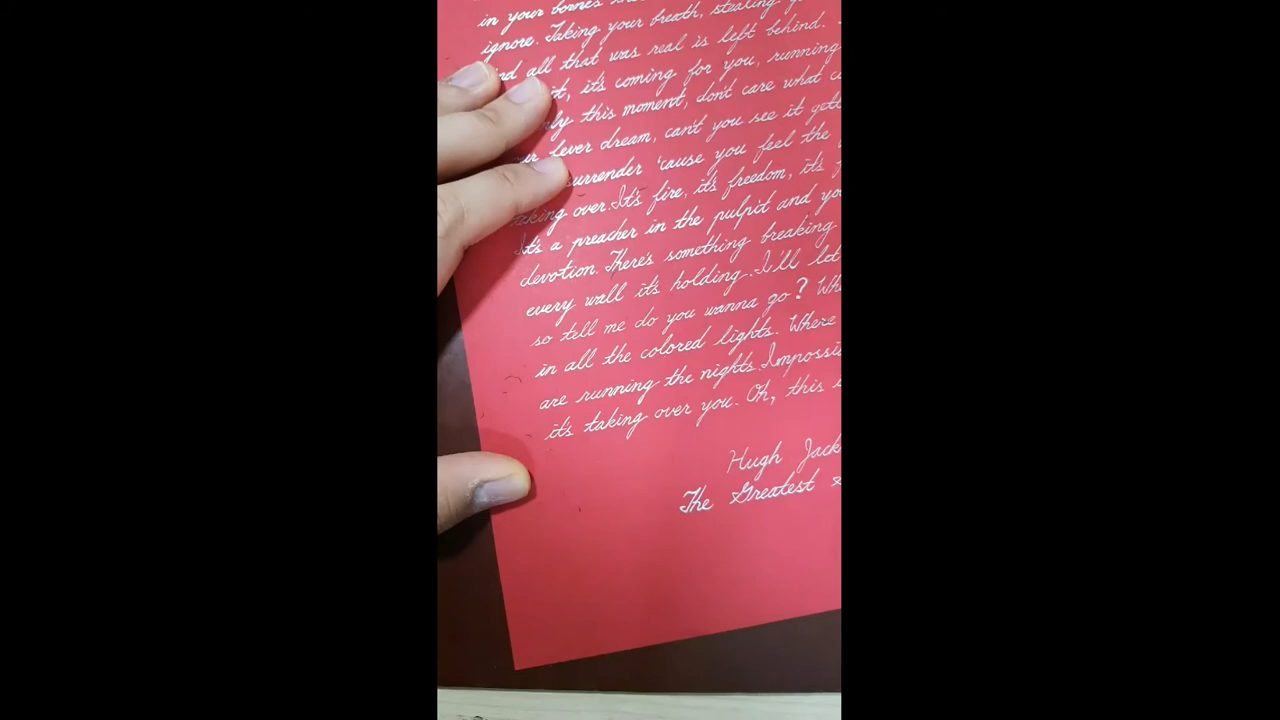 in your bones
ignore. Taking your breath, stealing
all that was real is left behind.
it's coming for you, running
this moment, don't care what
fever dream, can't you see it
surrender 'cause you feel the
taking over. It's fire, it's freedom, it's
It's a preacher in the pulpit and
devotion. There's something breaking
every wall it's holding. I'll let
so tell me do you wanna go?
in all the colored lights. Where
are running the nights.
it's taking over you. Oh, this
Hugh
The Greatest